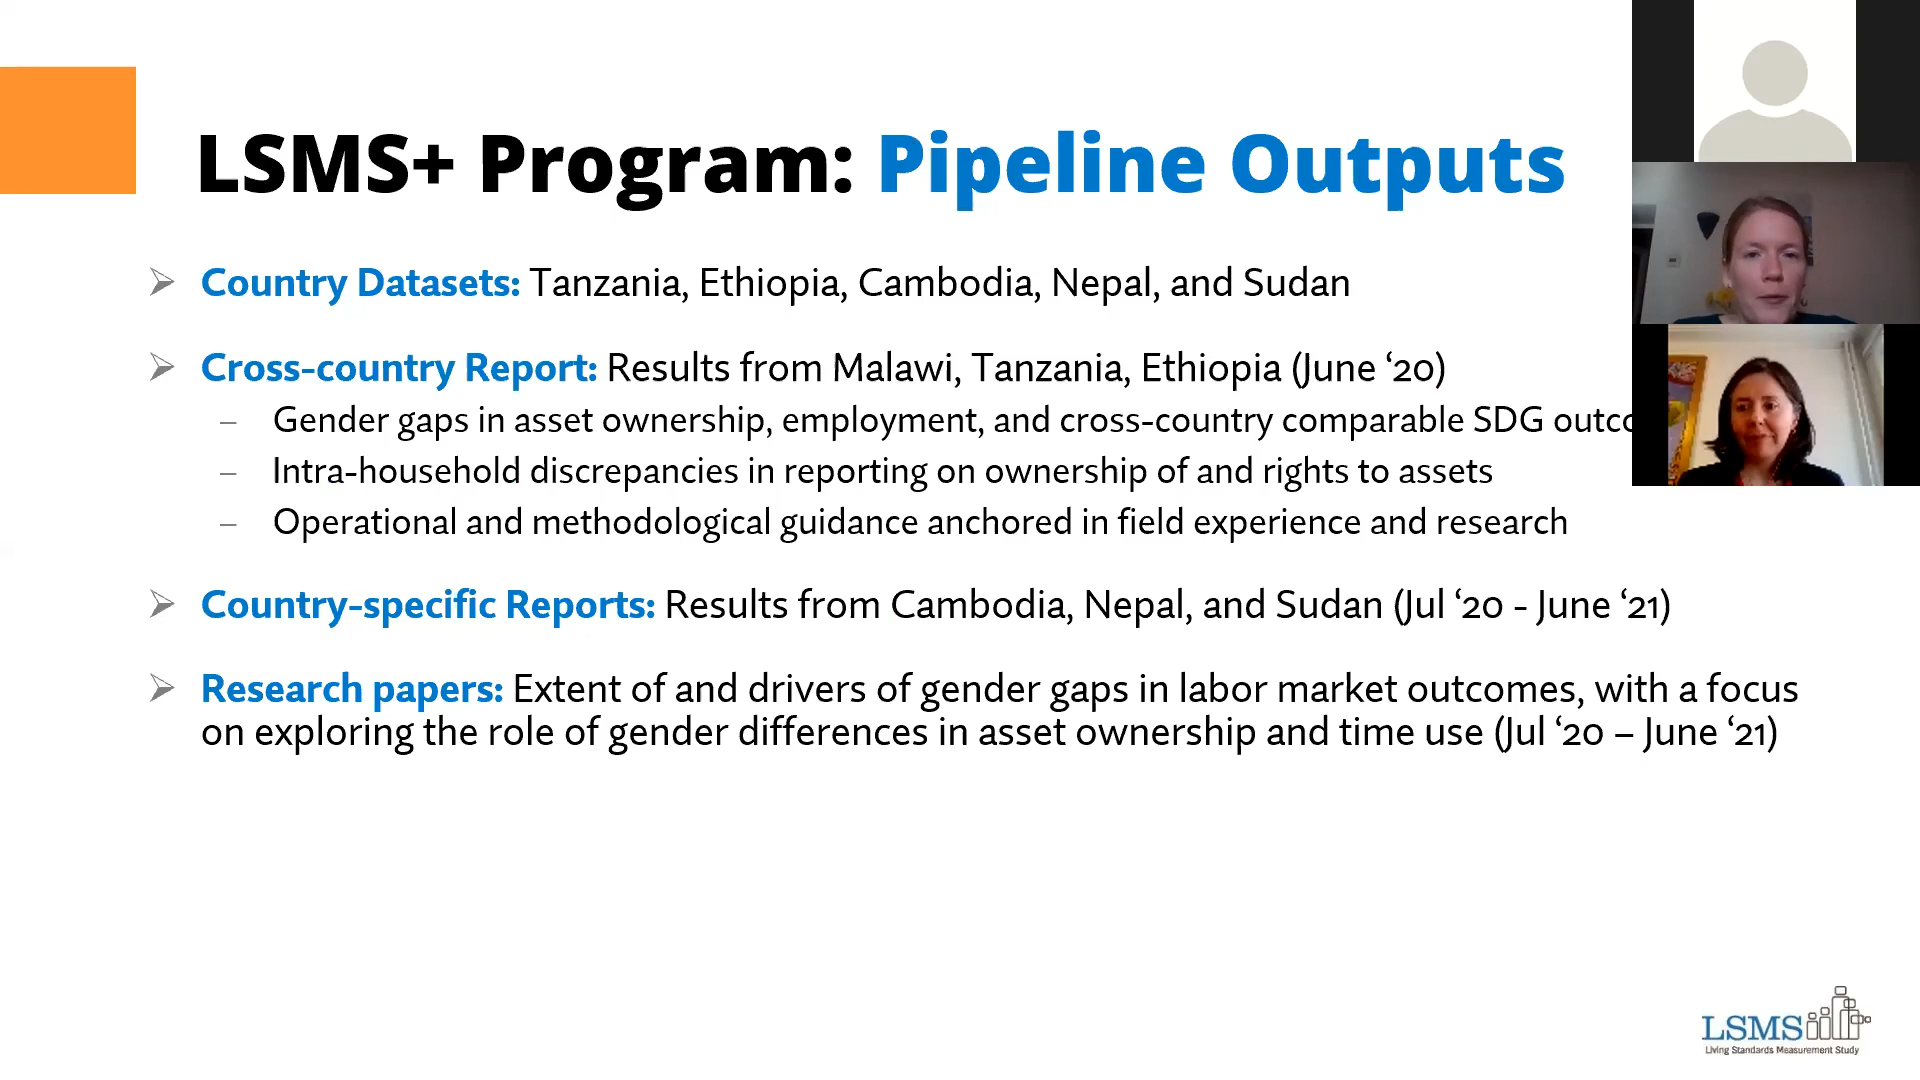 LSMS+ Program: Pipeline Outputs
Country Datasets: Tanzania, Ethiopia, Cambodia, Nepal, and Sudan
Cross-country Report: Results from Malawi, Tanzania, Ethiopia (June ‘20)
– Gender gaps in asset ownership, employment, and cross-country comparable SDG
– Intra-household discrepancies in reporting on ownership of and rights to assets
– Operational and methodological guidance anchored in field experience and research
Country-specific Reports: Results from Cambodia, Nepal, and Sudan (Jul ‘20 - June ‘21)
Research papers: Extent of and drivers of gender gaps in labor market outcomes, with a focus
on exploring the role of gender differences in asset ownership and time use (Jul ‘20 – June ‘21)
LSMS
Living Standards Measurement Study